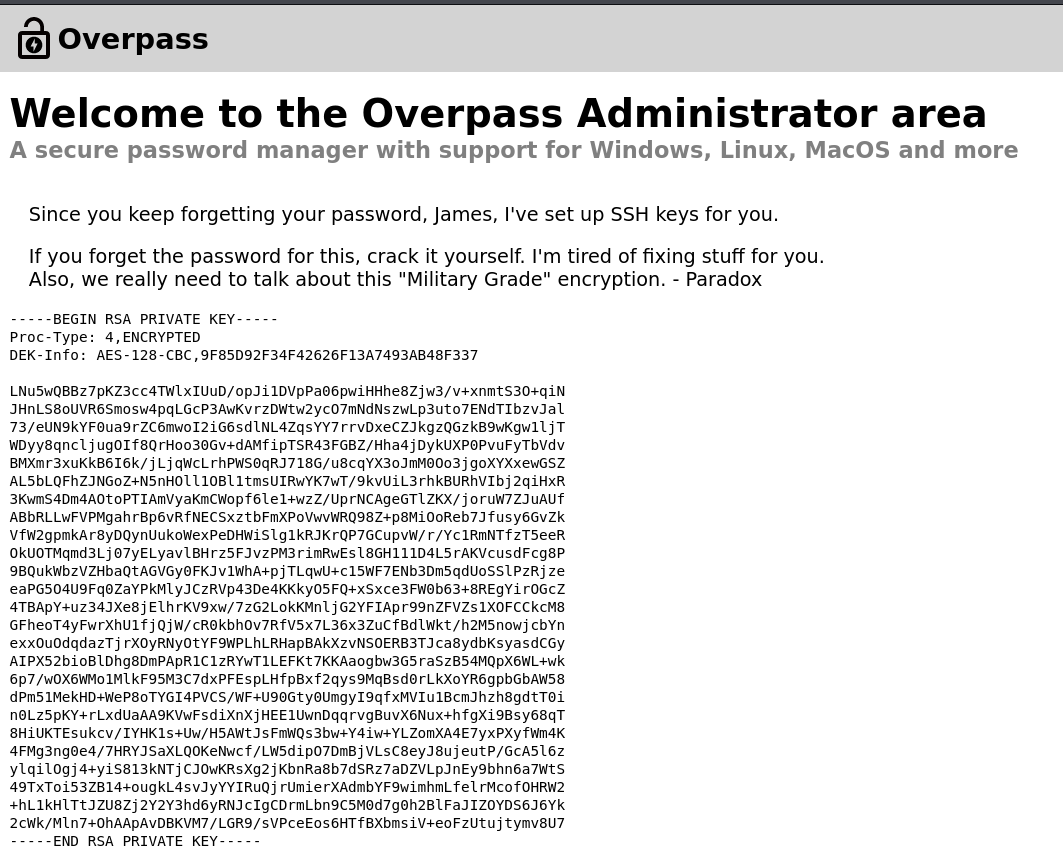 Overpass
Welcome to the Overpass Administrator area
A secure password manager with support for Windows, Linux, MacOS and more
Since you keep forgetting your password, James, I've set up SSH keys for you.
If you forget the password for this, crack it yourself. I'm tired of fixing stuff for you.
Also, we really need to talk about this "Military Grade" encryption. - Paradox
-----BEGIN RSA PRIVATE KEY-----
Proc-Type: 4,ENCRYPTED
DEK-Info: AES-128-CBC,9F85D92F34F42626F13A7493AB48F337
LNu5wQBBz7pKZ3cc4TWlxIUuD/opJi1DVpPa06pwiHHhe8Zjw3/v+xnmtS3O+qiN
JHnLS8oUVR6Smosw4pqLGcP3AwKvrzDWtw2ycO7mNdNszwLp3uto7ENdTIbzvJal
73/eUN9kYF0ua9rZC6mwoI2iG6sdlNL4ZqsYY7rrvDxeCZJkgzQGzkB9wKgw1ljT
WDyy8qncljugOIf8QrHoo30Gv+dAMfipTSR43FGBZ/Hha4jDykUXP0PvuFyTbVdv
BMXmr3xuKkB6I6k/jLjqWcLrhPWS0qRJ718G/u8cqYX3oJmM0Oo3jgoXYXxewGSZ
AL5bLQFhZJNGoZ+N5nHOll1OBl1tmsUIRwYK7wT/9kvUiL3rhkBURhVIbj2qiHxR
3KwmS4Dm4AOtoPTIAmVyaKmCWopf6le1+wzZ/UprNCAgeGTlZKX/joruW7ZJuAUf
ABbRLLwFVPMgahrBp6vRfNECSxztbFmXPoVwvWRQ98Z+p8MiOoReb7Jfusy6GvZk
VfW2gpmkAr8yDQynUukoWexPeDHWiSlg1kRJKrQP7GCupvW/r/Yc1RmNTfzT5eeR
OkUOTMqmd3Lj07yELyavlBHrz5FJvzPM3rimRwEsl8GH111D4L5rAKVcusdFcg8P
9BQukWbzVZHbaQtAGVGy0FKJv1WhA+pjTLqwU+c15WF7ENb3Dm5qdUoSSlPzRjze
eaPG5O4U9Fq0ZaYPkMlyJCzRVp43De4KKkyO5FQ+xSxce3FW0b63+8REgYirOGcZ
4TBApY+uz34JXe8jElhrKV9xw/7zG2LokKMnljG2YFIApr99nZFVZs1XOFCCkcM8
GFheoT4yFwrXhU1fjQjW/cR0kbhOv7RfV5x7L36x3ZuCfBdlWkt/h2M5nowjcbYn
exxOuOdqdazTjrXOyRNyOtYF9WPLhLRHapBAkXzvNSOERB3TJca8ydbKsyasdCGy
AIPX52bioBlDhg8DmPApR1C1zRYwT1LEFKt7KKAaogbw3G5raSzB54MQpX6WL+wk
6p7/wOX6WMo1MlkF95M3C7dxPFEspLHfpBxf2qys9MqBsd0rLkXoYR6gpbGbAW58
dPm51MekHD+WeP8oTYGI4PVCS/WF+U90Gty0UmgyI9qfxMVIu1BcmJhzh8gdtT0i
n0Lz5pKY+rLxdUaAA9KVwFsdiXnXjHEE1UwnDqqrvgBuvX6Nux+hfgXi9Bsy68qT
8HiUKTEsukcv/IYHK1s+Uw/H5AWtJsFmWQs3bw+Y4iw+YLZomXA4E7yxPXyfWm4K
4FMg3ng0e4/7HRYJSaXLQOKeNwcf/LW5dipO7DmBjVLsC8eyJ8ujeutP/GcA5l6z
ylqilOgj4+yiS813kNTjCJOwKRsXg2jKbnRa8b7dSRz7aDZVLpJnEy9bhn6a7WtS
49TxToi53ZB14+ougkL4svJyYYIRuQjrUmierXAdmbYF9wimhmLfelrMcofOHRW2
+hL1kHlTtJZU8Zj2Y2Y3hd6yRNJcIgCDrmLbn9C5M0d7g0h2BlFaJIZOYDS6J6Yk
2cWk/Mln7+OhAApAvDBKVM7/LGR9/sVPceEos6HTfBXbmsiV+eoFzUtujtymv8U7
-----END RSA PRIVATE KEY-----